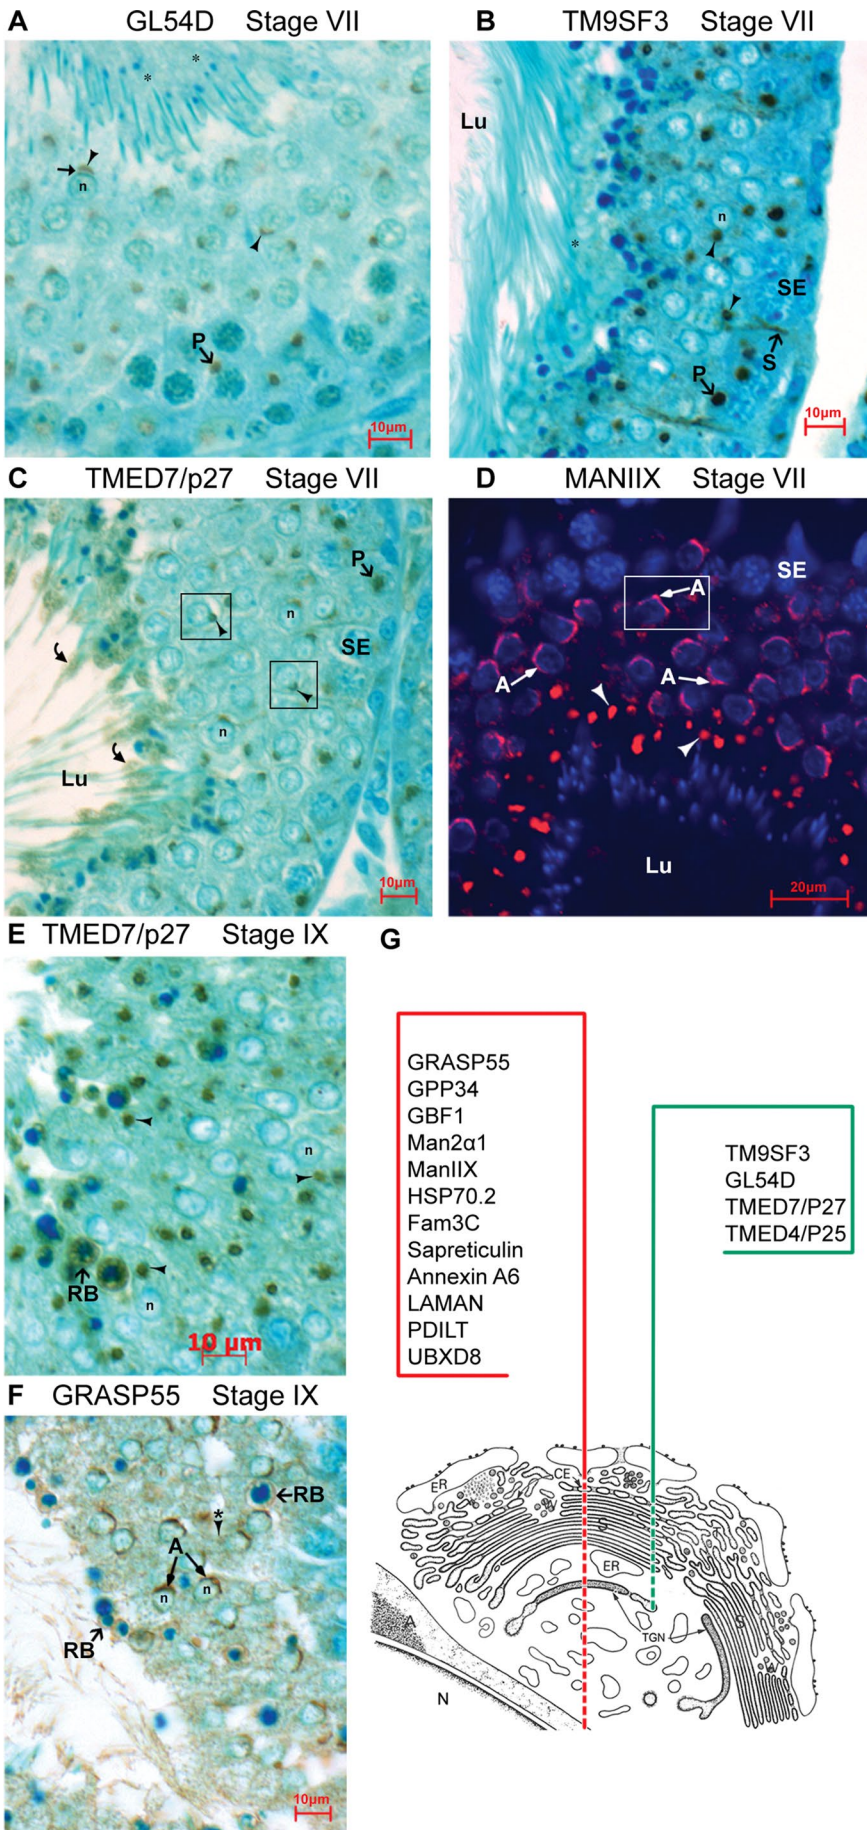 A GL54D Stage VII
*
*
n
P
10µm
B TM9SF3 Stage VII
Lu
n
*
SE
S
P
10µm
C TMED7/p27 Stage VII
P
n
SE
n
Lu
10µm
D MANIIX Stage VII
SE
A
A
A
Lu
20µm
E TMED7/p27 Stage IX
n
RB
n
10 µm
F GRASP55 Stage IX
RB
*
A
n
n
RB
10µm
G
GRASP55
GPP34
GBF1
Man2α1
ManIIX
HSP70.2
Fam3C
Sapreticulin
Annexin A6
LAMAN
PDILT
UBXD8
TM9SF3
GL54D
TMED7/P27
TMED4/P25
ER
CE
ER
TGN
S
A
N